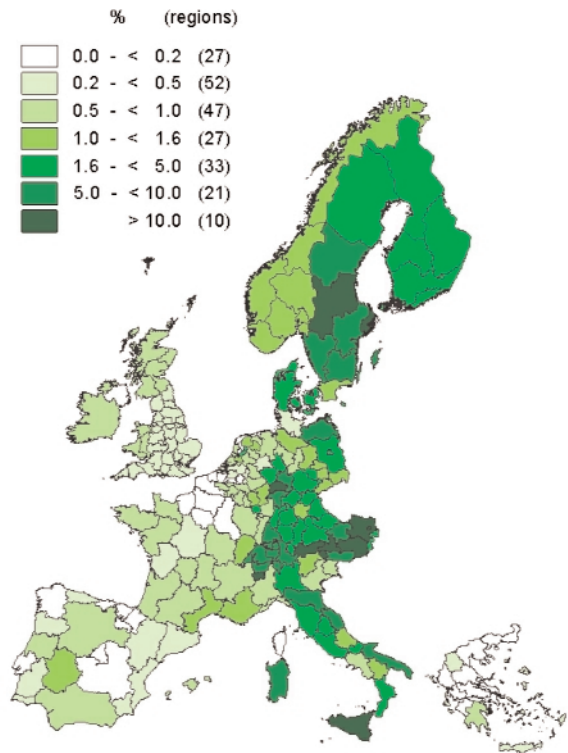 % (regions)
0.0 - < 0.2 (27)
0.2 - < 0.5 (52)
0.5 - < 1.0 (47)
1.0 - < 1.6 (27)
1.6 - < 5.0 (33)
5.0 - < 10.0 (21)
> 10.0 (10)